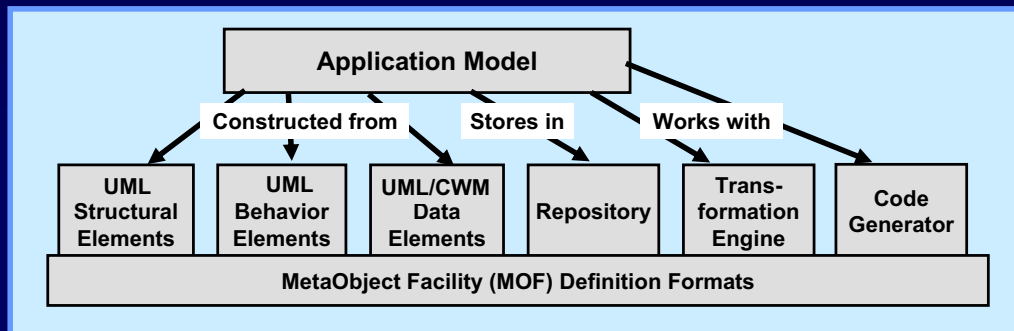 Application Model
Constructed from
Stores in
Works with
UML
Structural
Elements
UML
Behavior
Elements
UML/CWM
Data
Elements
Repository
Trans-
formation
Engine
Code
Generator
MetaObject Facility (MOF) Definition Formats